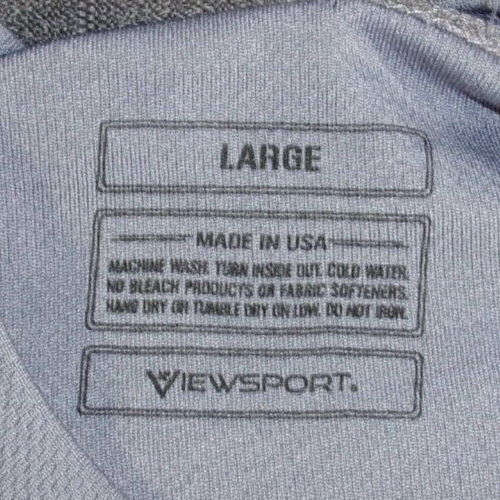 LARGE
MADE IN USA
MACHINE WASH. TURN INSIDE OUT. COLD WATER.
NO BLEACH PRODUCTS OR FABRIC SOFTENERS.
HANG DRY OR TUMBLE DRY ON LOW. DO NOT IRON.
VIEWSPORT®